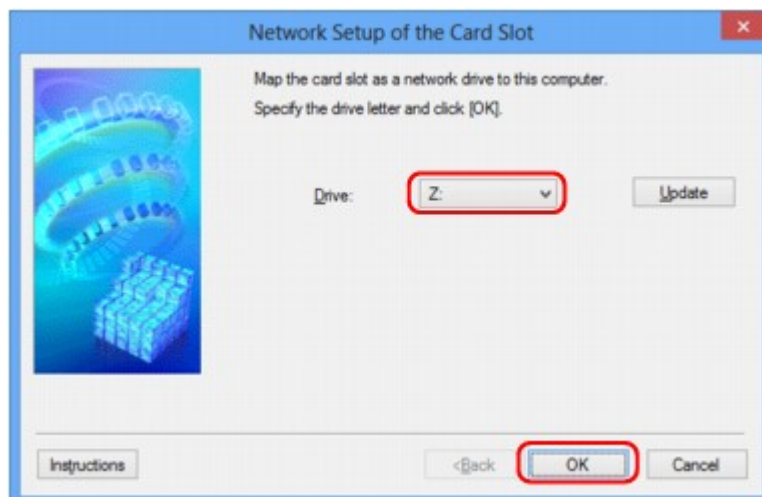 Network Setup of the Card Slot
Map the card slot as a network drive to this computer.
Specify the drive letter and click [OK].
Drive: Z: Update
Instructions <Back OK Cancel